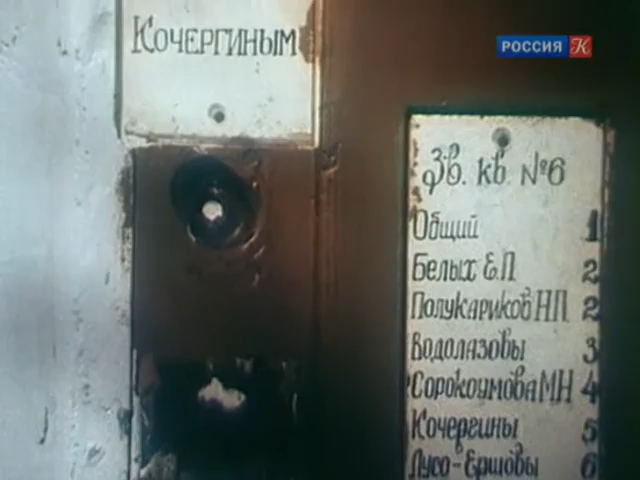 Кочергиным
РОССИЯ К
Зв. кв. №6
Общий 1
Белых Е.П. 2
Полукариков Н П 2
Водолазовы 3
Сорокоумова М Н 4
Кочергины 5
Лусо-Ершовы 6